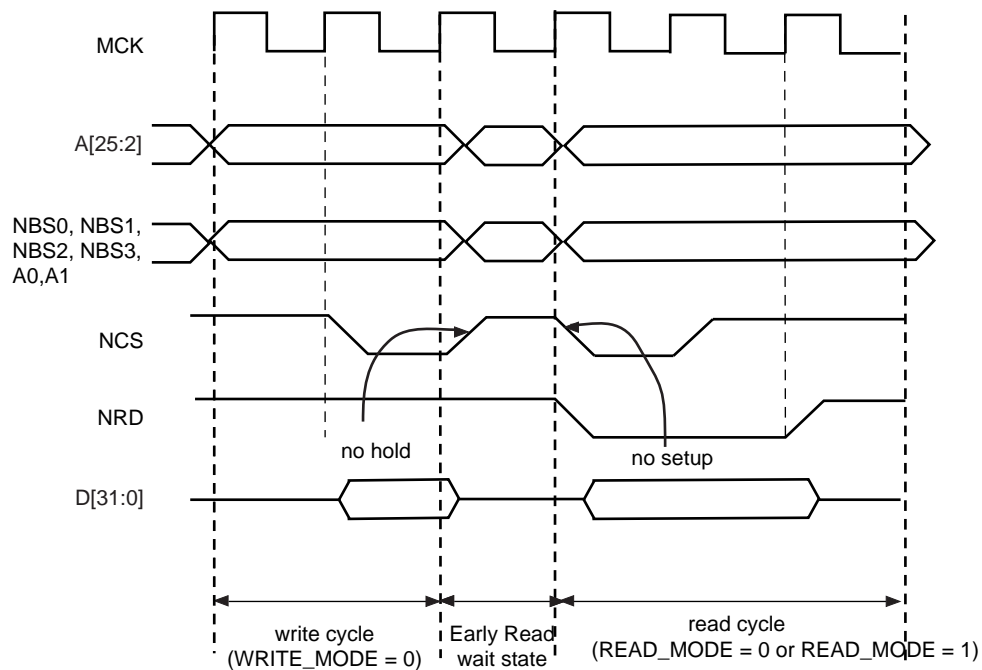 MCK
A[25:2]
NBS0, NBS1,
NBS2, NBS3,
A0,A1
NCS
NRD
no hold
no setup
D[31:0]
write cycle
(WRITE_MODE = 0)
Early Read
wait state
read cycle
(READ_MODE = 0 or READ_MODE = 1)